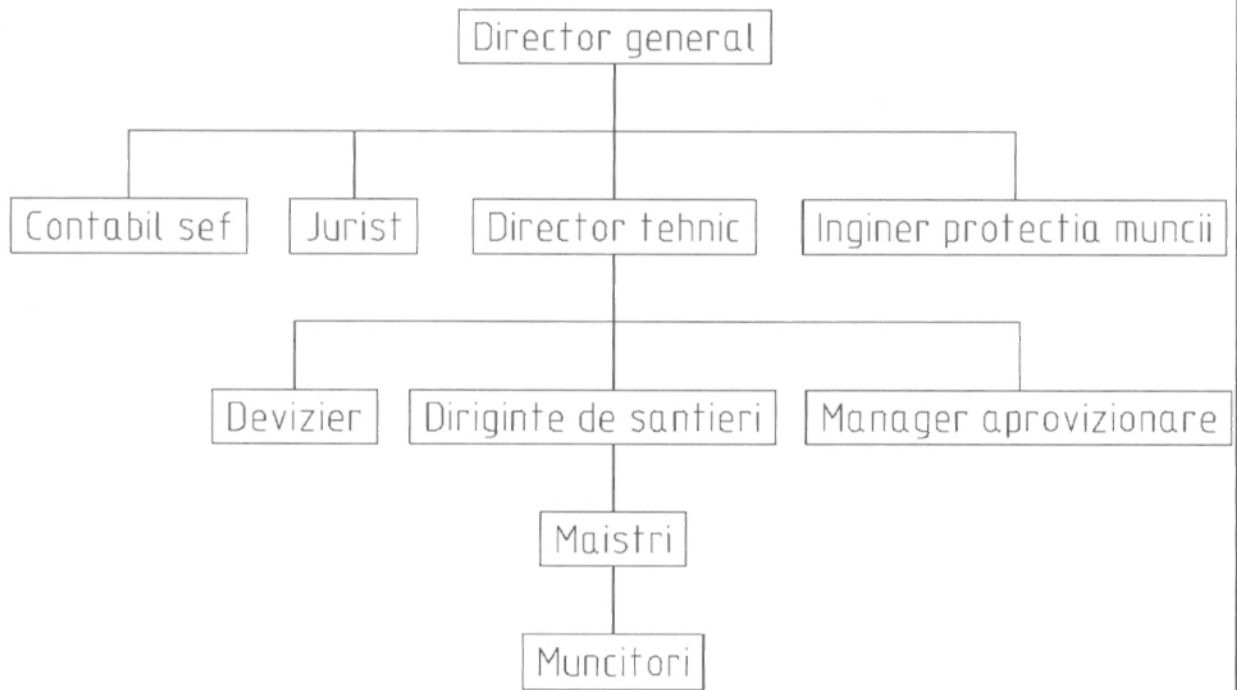 Director general
Contabil sef
Jurist
Director tehnic
Inginer protectia muncii
Devizier
Diriginte de santieri
Manager aprovizionare
Maistri
Muncitori